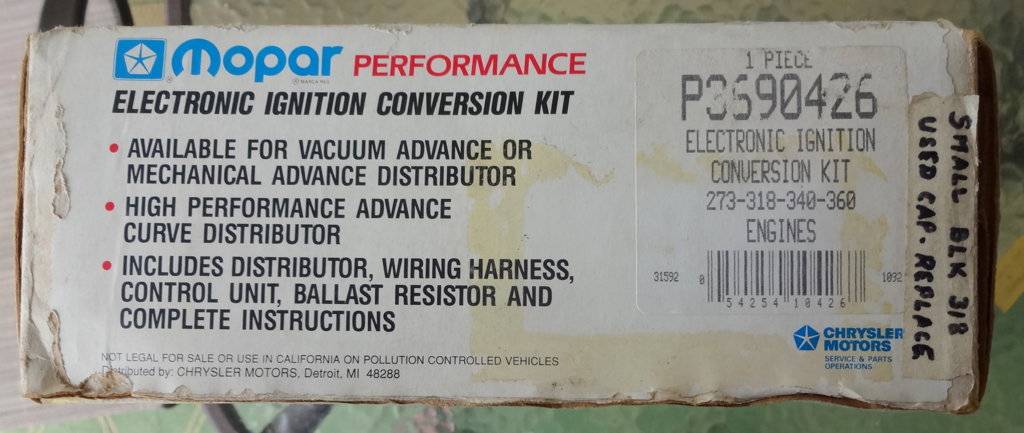 Mopar PERFORMANCE
® MARCA REG.
ELECTRONIC IGNITION CONVERSION KIT
• AVAILABLE FOR VACUUM ADVANCE OR
MECHANICAL ADVANCE DISTRIBUTOR
• HIGH PERFORMANCE ADVANCE
CURVE DISTRIBUTOR
• INCLUDES DISTRIBUTOR, WIRING HARNESS,
CONTROL UNIT, BALLAST RESISTOR AND
COMPLETE INSTRUCTIONS
NOT LEGAL FOR SALE OR USE IN CALIFORNIA ON POLLUTION CONTROLLED VEHICLES
Distributed by: CHRYSLER MOTORS, Detroit, MI 48288
1 PIECE
P3690426
ELECTRONIC IGNITION
CONVERSION KIT
273-318-340-360
ENGINES
31592 0 54254 10426 1092
CHRYSLER
MOTORS
SERVICE & PARTS
OPERATIONS
SMALL BLK 318
USED CAP. REPLACE